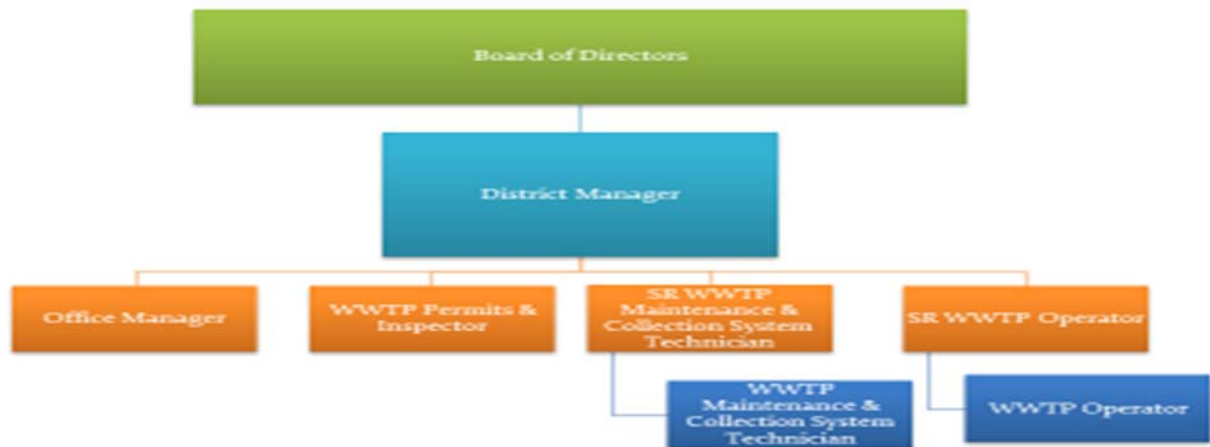 Board of Directors
District Manager
Office Manager
WWTP Permits &
Inspector
SR WWTP
Maintenance &
Collection System
Technician
SR WWTP Operator
WWTP
Maintenance &
Collection System
Technician
WWTP Operator